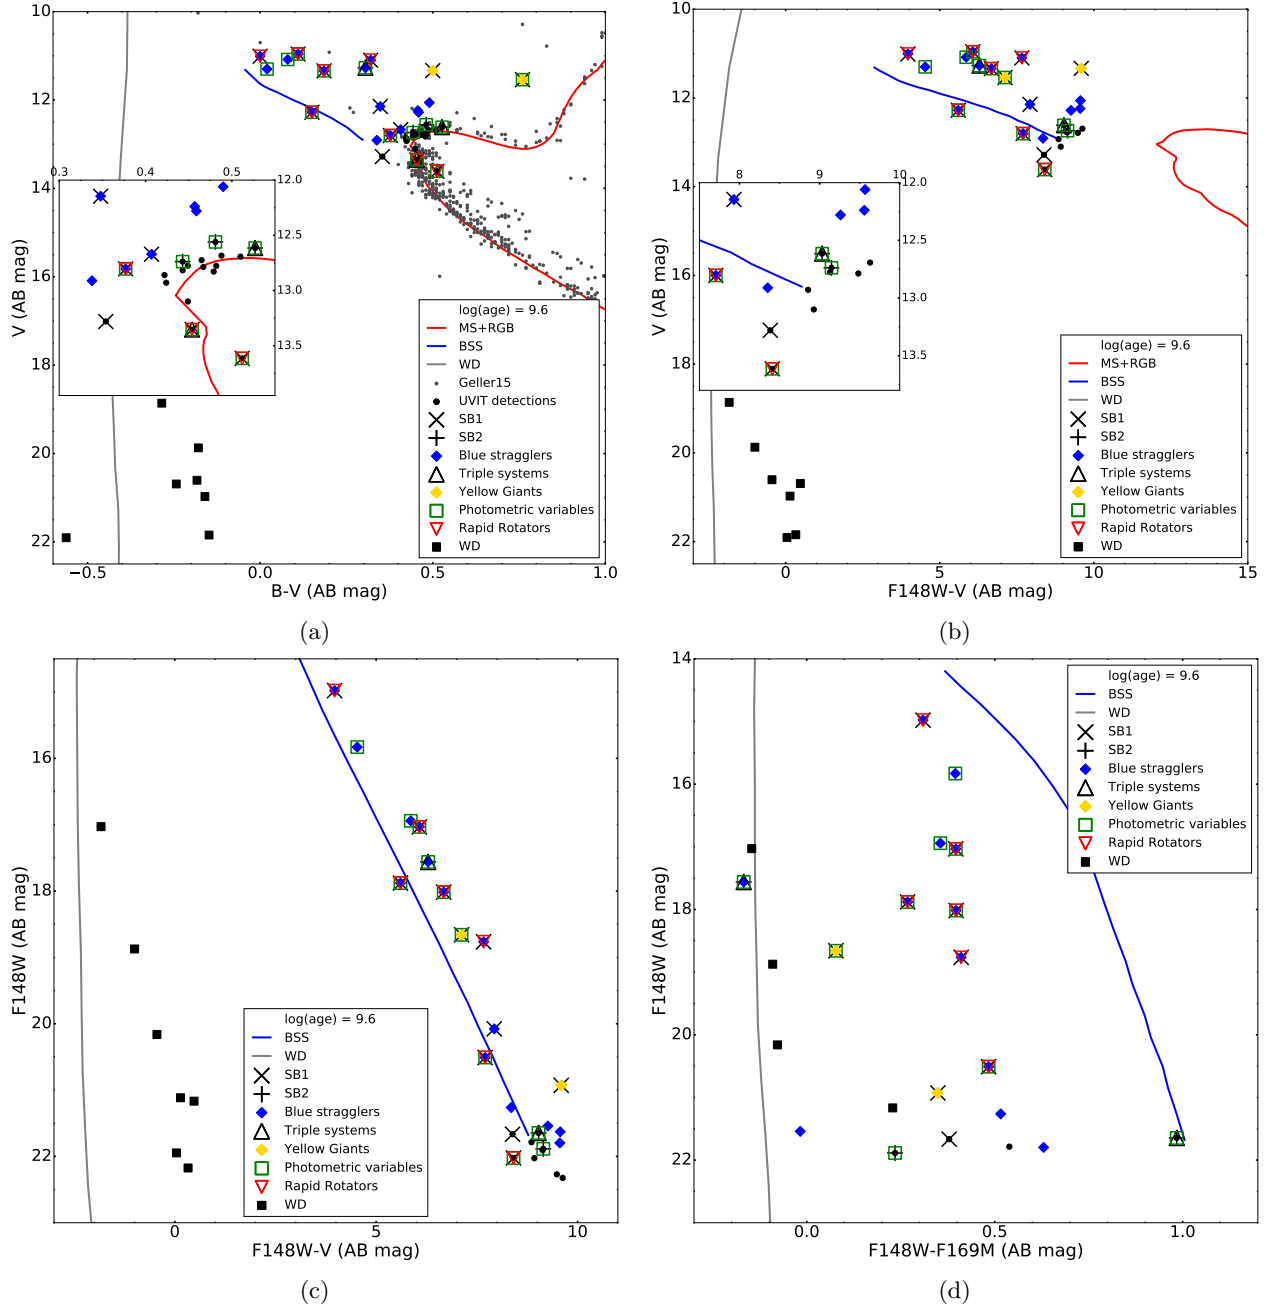 10
12
14
16
18
20
22
V (AB mag)
0.3 0.4 0.5
12.0
12.5
13.0
13.5
log(age) = 9.6
MS+RGB
BSS
WD
Geller15
UVIT detections
SB1
SB2
Blue stragglers
Triple systems
Yellow Giants
Photometric variables
Rapid Rotators
WD
−0.5 0.0 0.5 1.0
B-V (AB mag)
(a)
10
12
14
16
18
20
22
V (AB mag)
8 9 10
12.0
12.5
13.0
13.5
log(age) = 9.6
MS+RGB
BSS
WD
SB1
SB2
Blue stragglers
Triple systems
Yellow Giants
Photometric variables
Rapid Rotators
WD
0 5 10 15
F148W-V (AB mag)
(b)
16
18
20
22
F148W (AB mag)
log(age) = 9.6
BSS
WD
SB1
SB2
Blue stragglers
Triple systems
Yellow Giants
Photometric variables
Rapid Rotators
WD
0 5 10
F148W-V (AB mag)
(c)
14
16
18
20
22
F148W (AB mag)
log(age) = 9.6
BSS
WD
SB1
SB2
Blue stragglers
Triple systems
Yellow Giants
Photometric variables
Rapid Rotators
WD
0.0 0.5 1.0
F148W-F169M (AB mag)
(d)